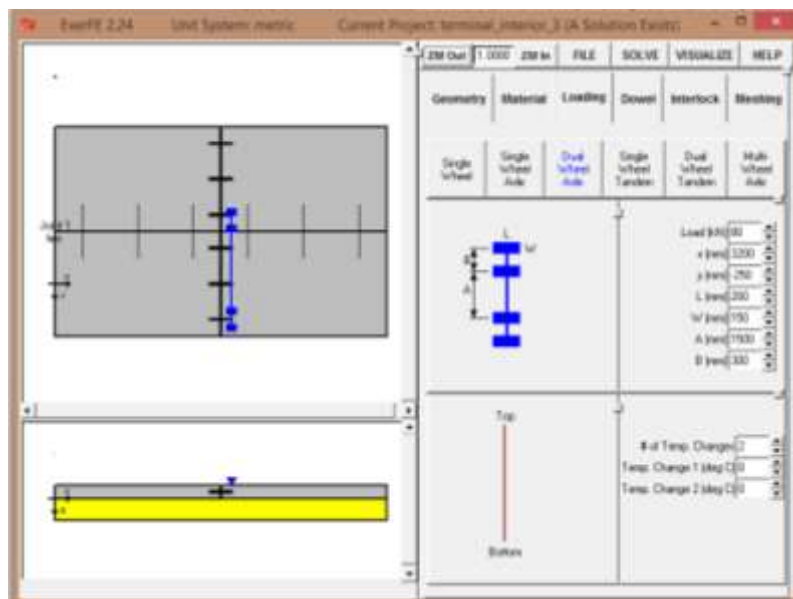 EverFE 2.24 Unit System: metric Current Project: terminal_interior_3 (A Solution Exists)
ZM Out 1.0000 ZM In FILE SOLVE VISUALIZE HELP
Geometry Material Loading Dowel Interlock Meshing
Single Wheel
Single Wheel Axle
Dual Wheel Axle
Single Wheel Tandem
Dual Wheel Tandem
Multi Wheel Axle
L
W
B
A
Load (kN) 80
x (mm) 3200
y (mm) -250
L (mm) 200
W (mm) 150
A (mm) 1500
B (mm) 300
Top
Bottom
# of Temp. Changes 2
Temp. Change 1 (deg C) 0
Temp. Change 2 (deg C) 0